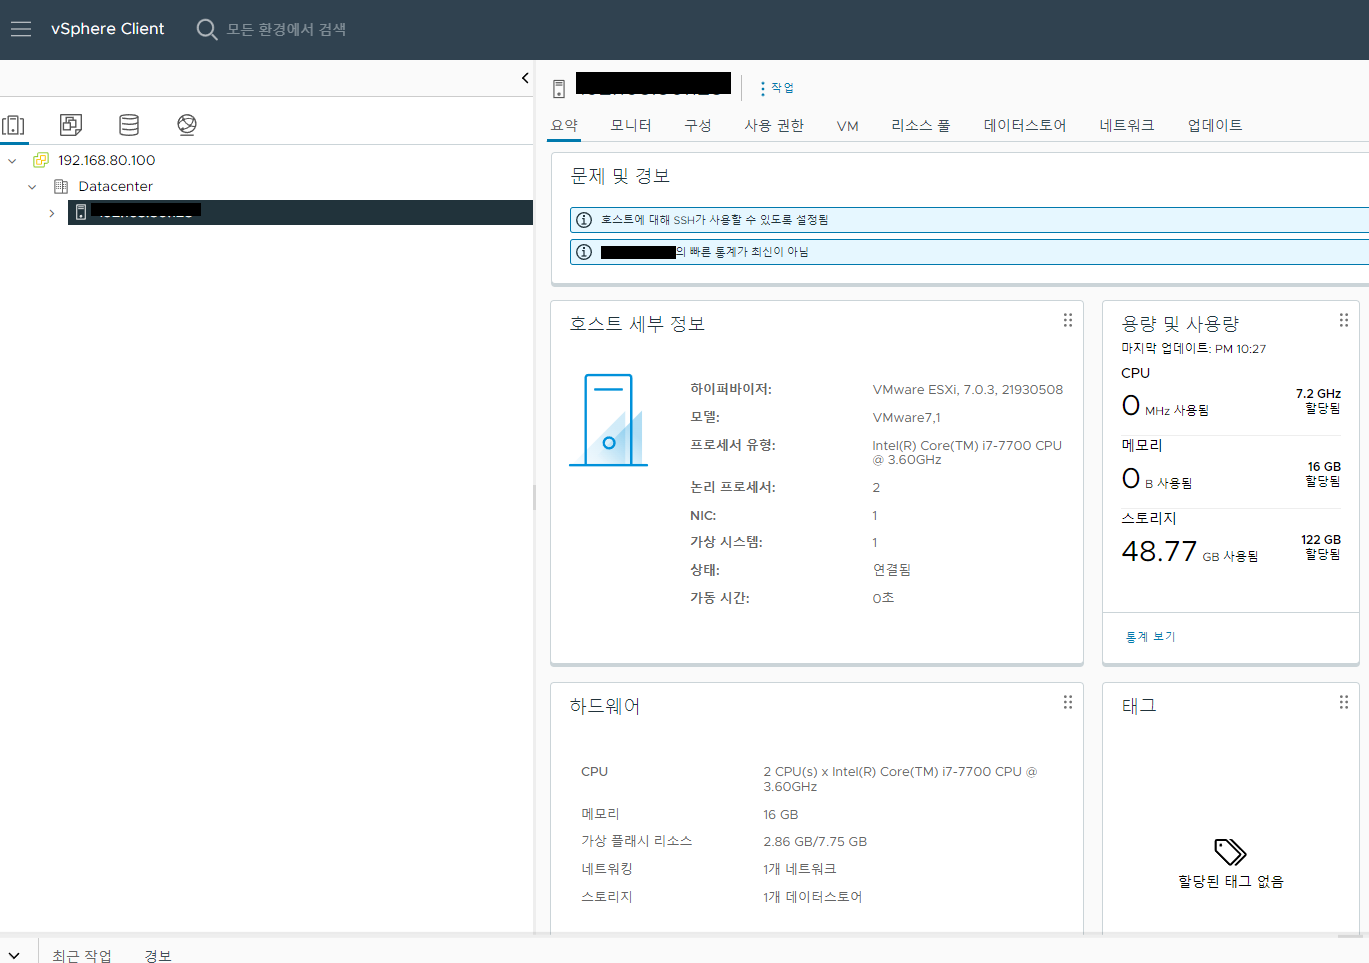 vSphere Client
모든 환경에서 검색
작업
요약 모니터 구성 사용 권한 VM 리소스 풀 데이터스토어 네트워크 업데이트
192.168.80.100
Datacenter
문제 및 경보
호스트에 대해 SSH가 사용할 수 있도록 설정됨
의 빠른 통계가 최신이 아님
호스트 세부 정보
하이퍼바이저: VMware ESXi, 7.0.3, 21930508
모델: VMware7,1
프로세서 유형: Intel(R) Core(TM) i7-7700 CPU
@ 3.60GHz
논리 프로세서: 2
NIC: 1
가상 시스템: 1
상태: 연결됨
가동 시간: 0초
용량 및 사용량
마지막 업데이트: PM 10:27
CPU
7.2 GHz
0 MHz 사용됨 할당됨
메모리
16 GB
0 B 사용됨 할당됨
스토리지
122 GB
48.77 GB 사용됨 할당됨
통계 보기
하드웨어
CPU 2 CPU(s) x Intel(R) Core(TM) i7-7700 CPU @
3.60GHz
메모리 16 GB
가상 플래시 리소스 2.86 GB/7.75 GB
네트워킹 1개 네트워크
스토리지 1개 데이터스토어
태그
할당된 태그 없음
최근 작업 경보